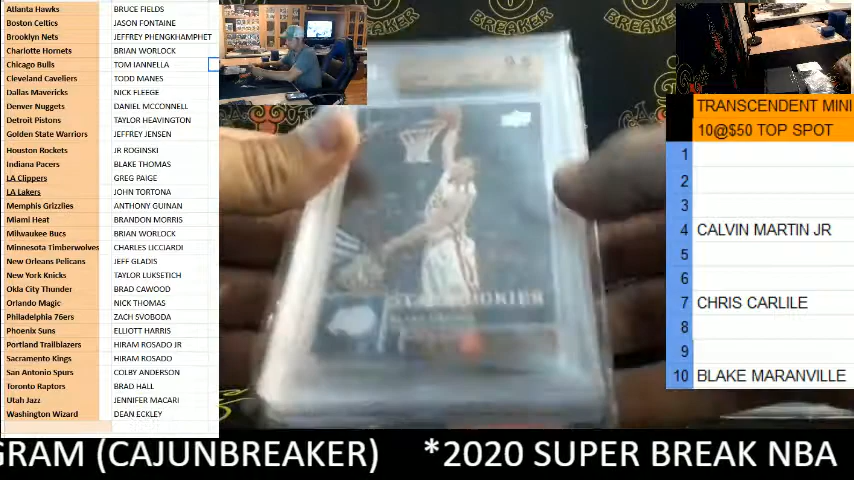 Atlanta Hawks BRUCE FIELDS
Boston Celtics JASON FONTAINE
Brooklyn Nets JEFFREY PHENGKHAMPHET
Charlotte Hornets BRIAN WORLOCK
Chicago Bulls TOM IANNELLA
Cleveland Caveliers TODD MANES
Dallas Mavericks NICK FLEEGE
Denver Nuggets DANIEL MCCONNELL
Detroit Pistons TAYLOR HEAVINGTON
Golden State Warriors JEFFREY JENSEN
Houston Rockets JR ROGINSKI
Indiana Pacers BLAKE THOMAS
LA Clippers GREG PAIGE
LA Lakers JOHN TORTONA
Memphis Grizzlies ANTHONY GUINAN
Miami Heat BRANDON MORRIS
Milwaukee Bucs BRIAN WORLOCK
Minnesota Timberwolves CHARLES LICCIARDI
New Orleans Pelicans JEFF GLADIS
New York Knicks TAYLOR LUKSETICH
Okla City Thunder BRAD CAWOOD
Orlando Magic NICK THOMAS
Philadelphia 76ers ZACH SVOBODA
Phoenix Suns ELLIOTT HARRIS
Portland Trailblazers HIRAM ROSADO JR
Sacramento Kings HIRAM ROSADO
San Antonio Spurs COLBY ANDERSON
Toronto Raptors BRAD HALL
Utah Jazz JENNIFER MACARI
Washington Wizard DEAN ECKLEY
BREAKER
BREAKER
BREAKER
9.5
STAR ROOKIES
TRANSCENDENT MINI
10@$50 TOP SPOT
1
2
3
4 CALVIN MARTIN JR
5
6
7 CHRIS CARLILE
8
9
10 BLAKE MARANVILLE
GRAM (CAJUNBREAKER) *2020 SUPER BREAK NBA